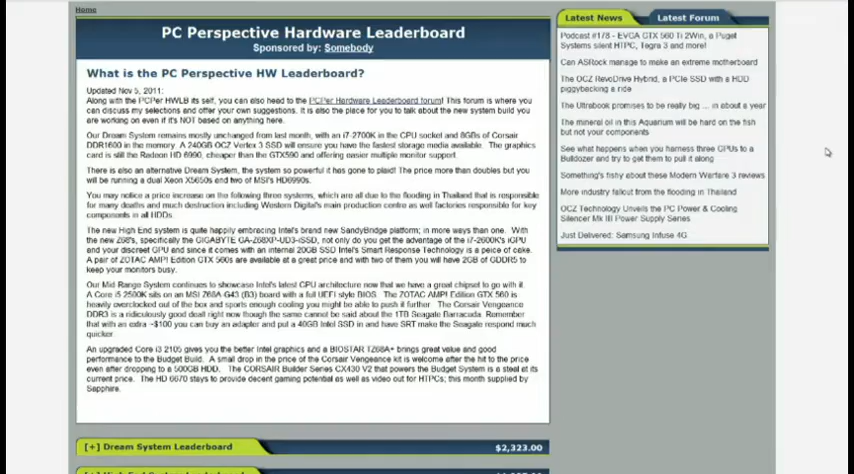 Home
PC Perspective Hardware Leaderboard
Sponsored by: Somebody
What is the PC Perspective HW Leaderboard?
Updated Nov 5, 2011:
Along with the PCPer HWLB its self, you can also head to the PCPer Hardware Leaderboard forum! This forum is where you
can discuss my selections and offer your own suggestions. It is also the place for you to talk about the new system build you
are working on even if it's NOT based on anything here.
Our Dream System remains mostly unchanged from last month, with an i7-2700K in the CPU socket and 8GBs of Corsair
DDR1600 in the memory. A 240GB OCZ Vertex 3 SSD will ensure you have the fastest storage media available. The graphics
card is still the Radeon HD 6990, cheaper than the GTX590 and offering easier multiple monitor support.
There is also an alternative Dream System, the system so powerful it has gone to plaid! The price more than doubles but you
will be running a dual Xeon X5650s and two of MSI's HD6990s.
You may notice a price increase on the following three systems, which are all due to the flooding in Thailand that is responsible
for many deaths and much destruction including Western Digital's main production centre as well factories responsible for key
components in all HDDs.
The new High End system is quite happily embracing Intel's brand new SandyBridge platform; in more ways than one. With
the new Z68's, specifically the GIGABYTE GA-Z68XP-UD3-iSSD, not only do you get the advantage of the i7-2600K's iGPU
and your discreet GPU and since it comes with an internal 20GB SSD Intel's Smart Response Technology is a peice of cake.
A pair of ZOTAC AMP! Edition GTX 560s are available at a great price and with two of them you will have 2GB of GDDR5 to
keep your monitors busy.
Our Mid Range System continues to showcase Intel's latest CPU architecture now that we have a great chipset to go with it.
A Core i5 2500K sits on an MSI Z68A-G43 (B3) board with a full UEFI style BIOS. The ZOTAC AMP! Edition GTX 560 is
heavily overclocked out of the box and sports enough cooling you might be able to push it further. The Corsair Vengeance
DDR3 is a ridiculously good dealt right now though the same cannot be said about the 1TB Seagate Barracuda. Remember
that with an extra ~$100 you can buy an adapter and put a 40GB Intel SSD in and have SRT make the Seagate respond much
quicker.
An upgraded Core i3 2105 gives you the better Intel graphics and a BIOSTAR TZ68A+ brings great value and good
performance to the Budget Build. A small drop in the price of the Corsair Vengeance kit is welcome after the hit to the price
even after dropping to a 500GB HDD. The CORSAIR Builder Series CX430 V2 that powers the Budget System is a steal at its
current price. The HD 6670 stays to provide decent gaming potential as well as video out for HTPCs; this month supplied by
Sapphire.
[+] Dream System Leaderboard $2,323.00
Latest News
Latest Forum
Podcast #178 - EVGA GTX 560 Ti 2Win, a Puget
Systems silent HTPC, Tegra 3 and more!
Can ASRock manage to make an extreme motherboard
The OCZ RevoDrive Hybrid, a PCIe SSD with a HDD
piggybacking a ride
The Ultrabook promises to be really big ... in about a year
The mineral oil in this Aquarium will be hard on the fish
but not your components
See what happens when you harness three GPUs to a
Bulldozer and try to get them to pull it along
Something's fishy about these Modern Warfare 3 reviews
More industry fallout from the flooding in Thailand
OCZ Technology Unveils the PC Power & Cooling
Silencer Mk III Power Supply Series
Just Delivered: Samsung Infuse 4G